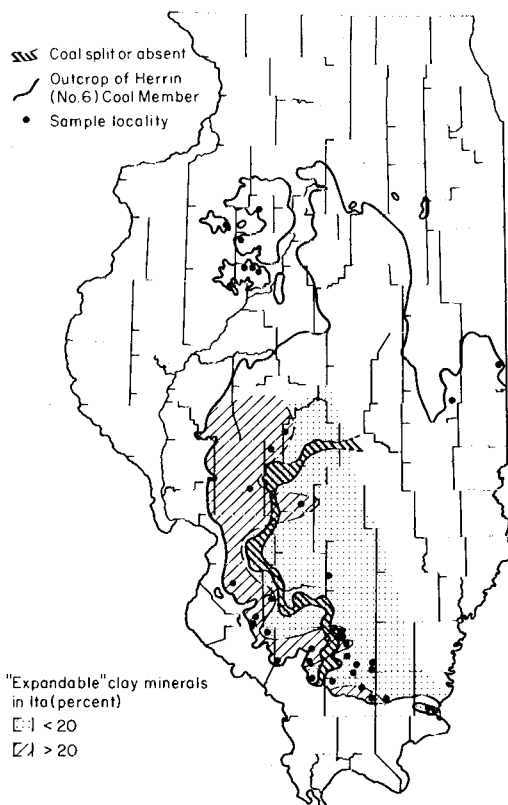 Coal split or absent
Outcrop of Herrin
(No.6) Coal Member
Sample locality
"Expandable" clay minerals
in Ita (percent)
< 20
> 20